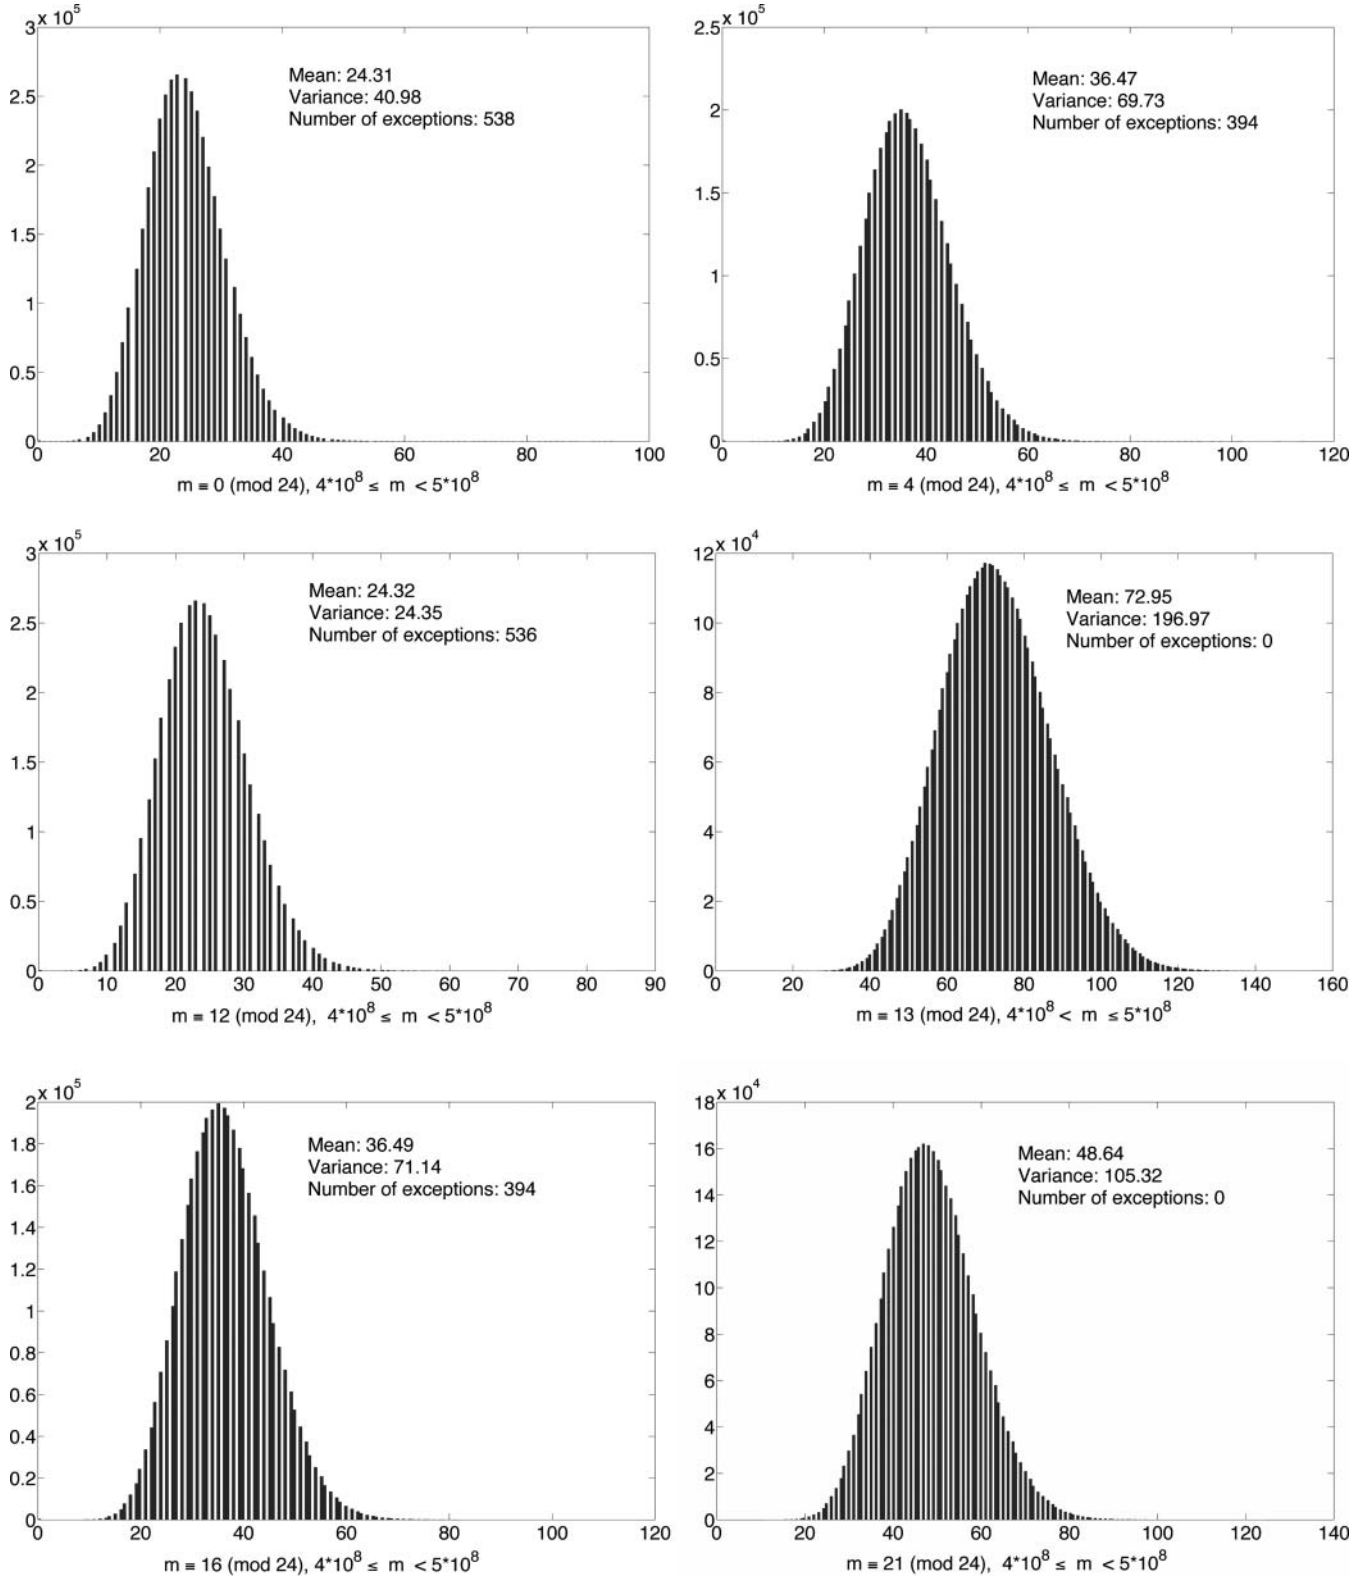 x 10^5
3
2.5
2
1.5
1
0.5
0
Mean: 24.31
Variance: 40.98
Number of exceptions: 538
0 20 40 60 80 100
m ≡ 0 (mod 24), 4*10^8 ≤ m < 5*10^8
x 10^5
2.5
2
1.5
1
0.5
0
Mean: 36.47
Variance: 69.73
Number of exceptions: 394
0 20 40 60 80 100 120
m ≡ 4 (mod 24), 4*10^8 ≤ m < 5*10^8
x 10^5
3
2.5
2
1.5
1
0.5
0
Mean: 24.32
Variance: 24.35
Number of exceptions: 536
0 10 20 30 40 50 60 70 80 90
m ≡ 12 (mod 24), 4*10^8 ≤ m < 5*10^8
x 10^4
12
10
8
6
4
2
0
Mean: 72.95
Variance: 196.97
Number of exceptions: 0
0 20 40 60 80 100 120 140 160
m ≡ 13 (mod 24), 4*10^8 < m ≤ 5*10^8
x 10^5
2
1.8
1.6
1.4
1.2
1
0.8
0.6
0.4
0.2
0
Mean: 36.49
Variance: 71.14
Number of exceptions: 394
0 20 40 60 80 100 120
m ≡ 16 (mod 24), 4*10^8 ≤ m < 5*10^8
x 10^4
18
16
14
12
10
8
6
4
2
0
Mean: 48.64
Variance: 105.32
Number of exceptions: 0
0 20 40 60 80 100 120 140
m ≡ 21 (mod 24), 4*10^8 ≤ m < 5*10^8